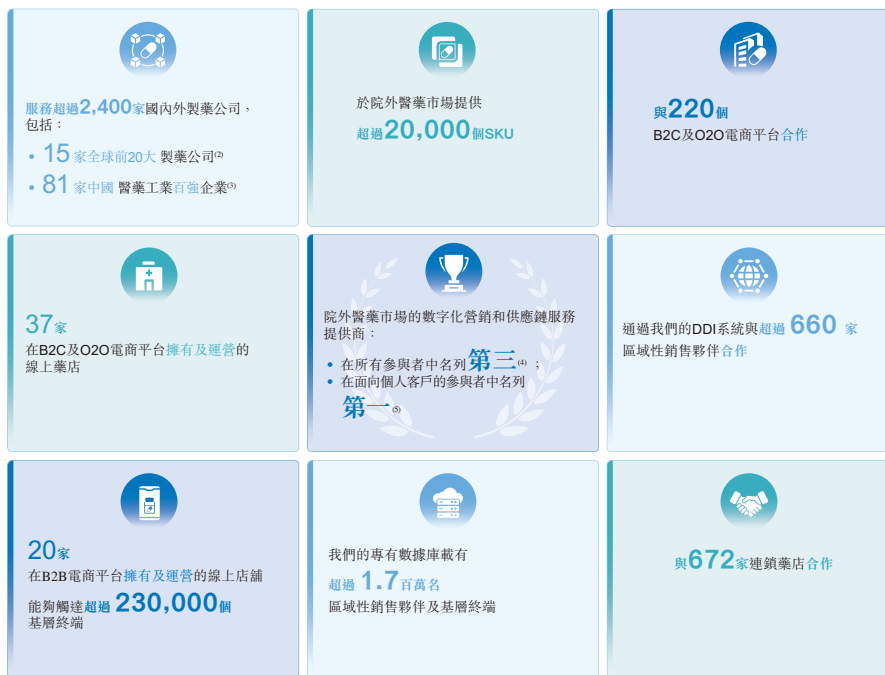 服務超過2,400家國內外製藥公司，
包括：
• 15 家全球前20大 製藥公司(2)
• 81 家中國 醫藥工業百強企業(3)
於院外醫藥市場提供
超過20,000個SKU
與220個
B2C及O2O電商平台合作
37家
在B2C及O2O電商平台擁有及運營的
線上藥店
院外醫藥市場的數字化營銷和供應鏈服務
提供商：
• 在所有參與者中名列第三(4)；
• 在面向個人客戶的參與者中名列
第一(5)
通過我們的DDI系統與超過 660 家
區域性銷售夥伴合作
20家
在B2B電商平台擁有及運營的線上店舖
能夠觸達超過 230,000個
基層終端
我們的專有數據庫載有
超過 1.7百萬名
區域性銷售夥伴及基層終端
與672家連鎖藥店合作